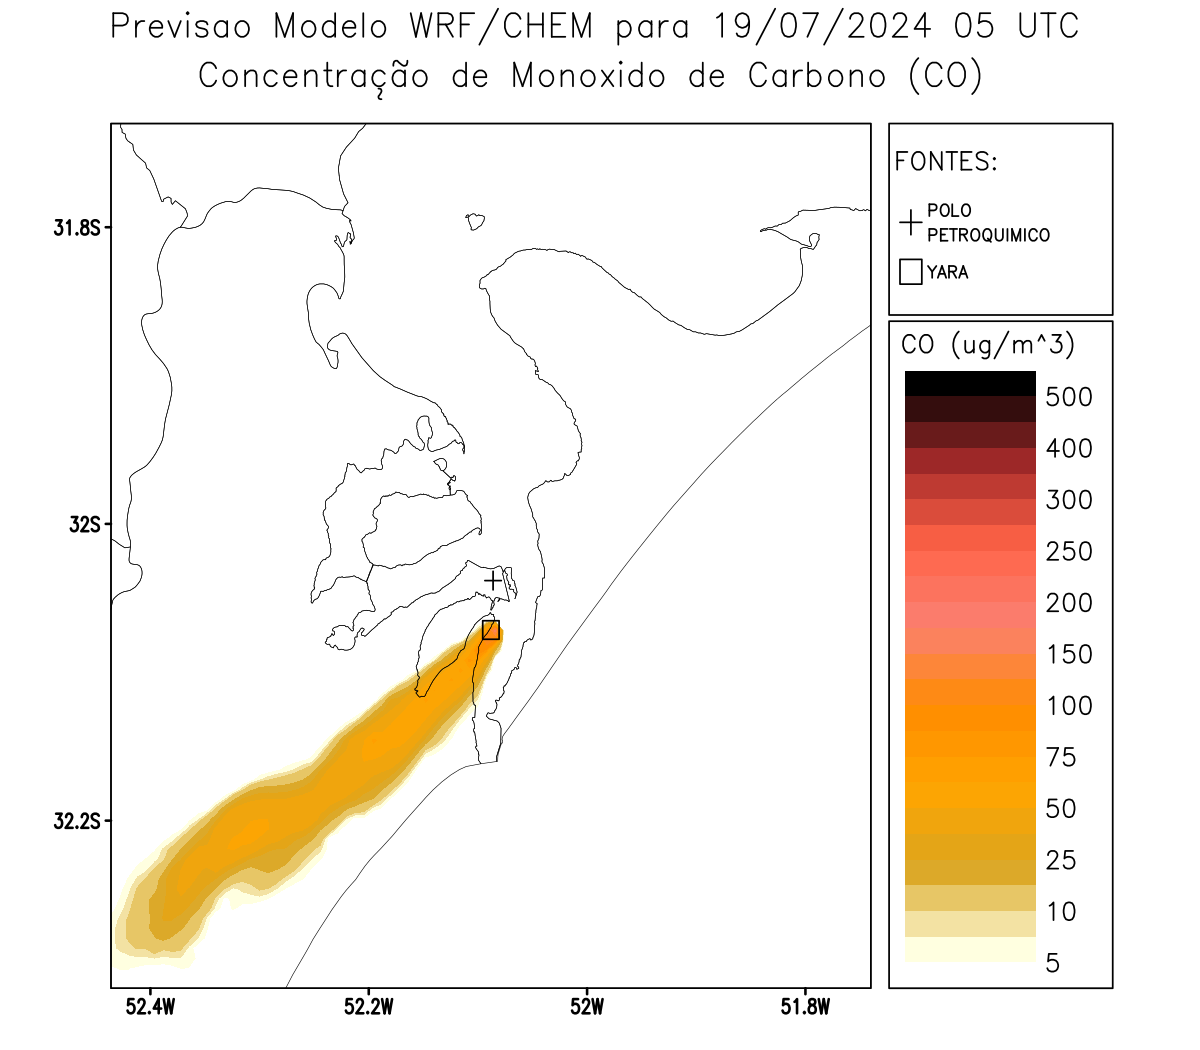 Previsao Modelo WRF/CHEM para 19/07/2024 05 UTC
Concentração de Monoxido de Carbono (CO)
FONTES:
POLO
PETROQUIMICO
YARA
CO (ug/m^3)
500
400
300
250
200
150
100
75
50
25
10
5
31.8S
32S
32.2S
52.4W
52.2W
52W
51.8W